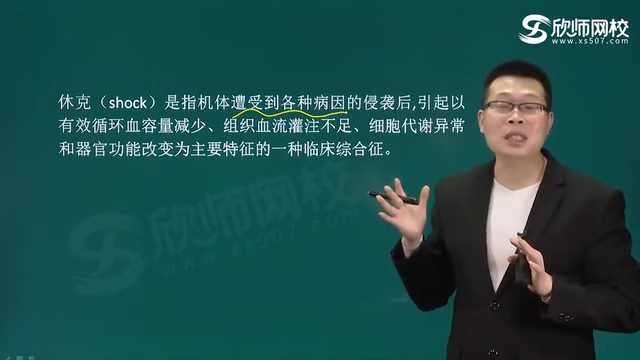 欣师网校
www.xs507.com
休克（shock）是指机体遭受到各种病因的侵袭后,引起以
有效循环血容量减少、组织血流灌注不足、细胞代谢异常
和器官功能改变为主要特征的一种临床综合征。
欣师网校
www.xs507.com